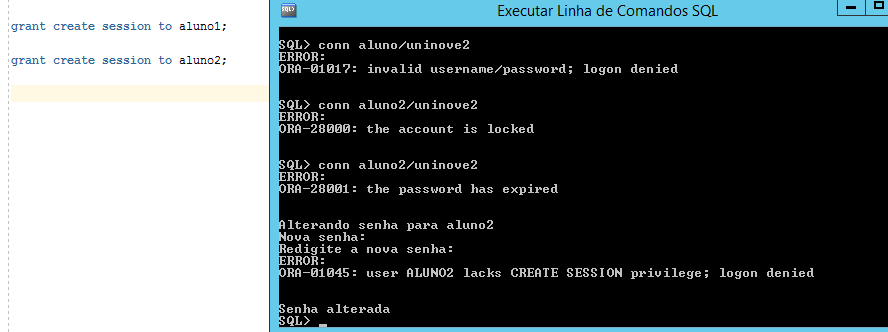 grant create session to aluno1;
grant create session to aluno2;
SQL>
Executar Linha de Comandos SQL
SQL> conn aluno/uninove2
ERROR:
ORA-01017: invalid username/password; logon denied
SQL> conn aluno2/uninove2
ERROR:
ORA-28000: the account is locked
SQL> conn aluno2/uninove2
ERROR:
ORA-28001: the password has expired
Alterando senha para aluno2
Nova senha:
Redigite a nova senha:
ERROR:
ORA-01045: user ALUNO2 lacks CREATE SESSION privilege; logon denied
Senha alterada
SQL> _